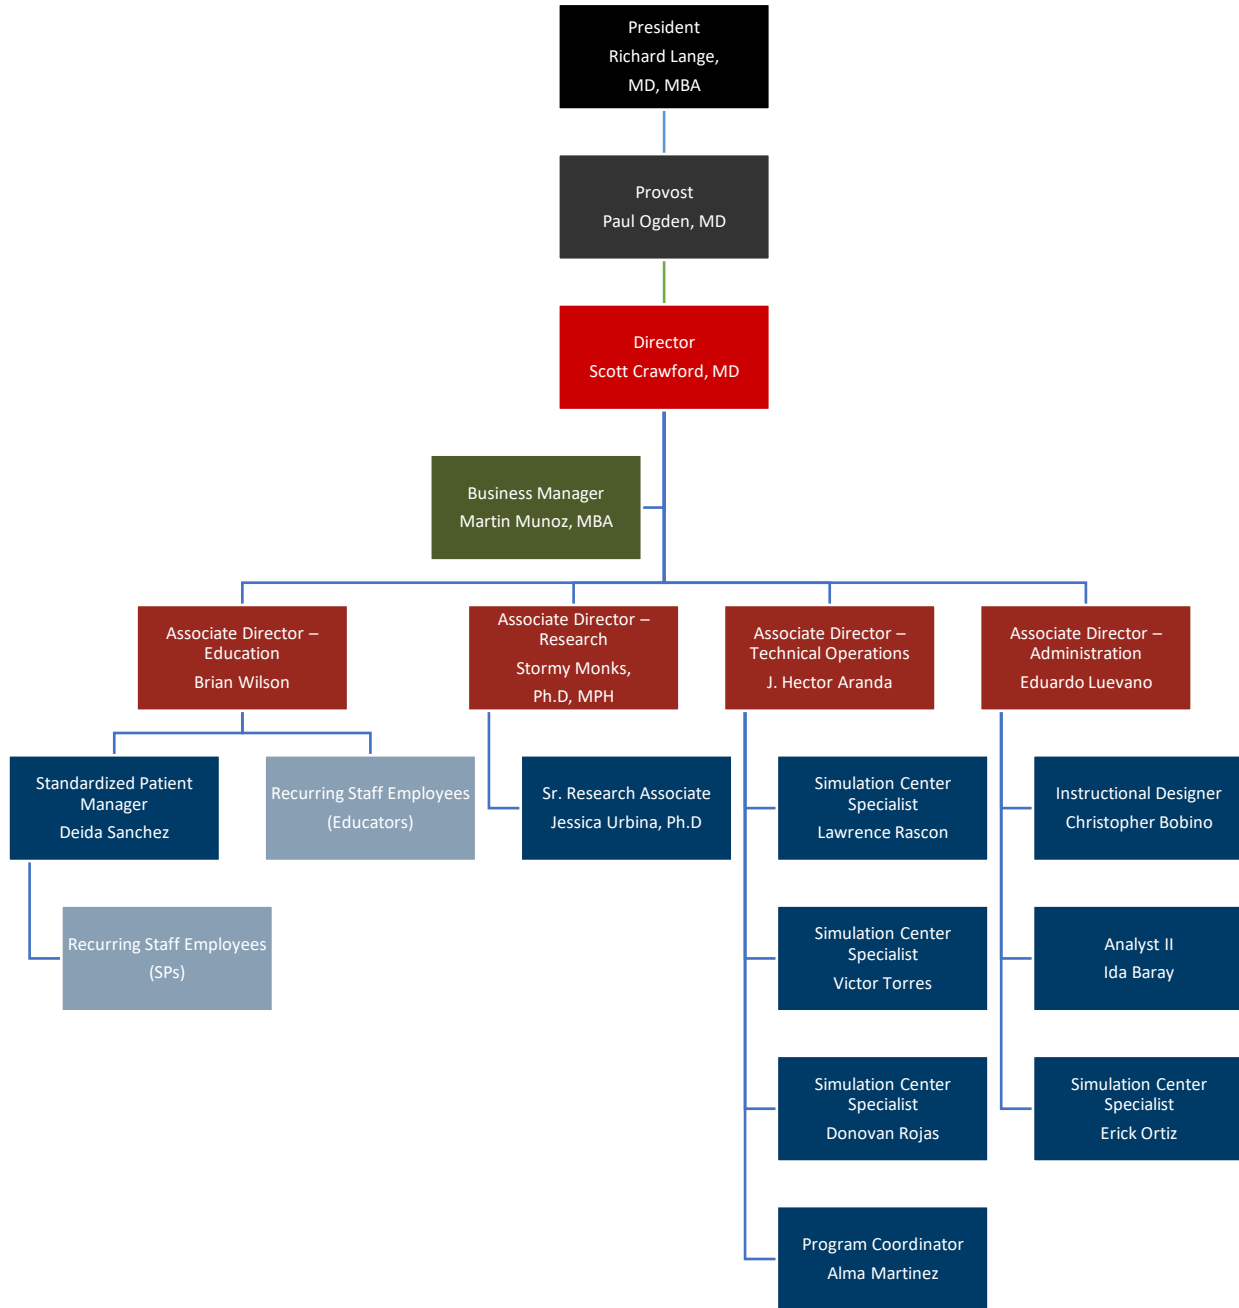 President
Richard Lange,
MD, MBA
Provost
Paul Ogden, MD
Director
Scott Crawford, MD
Business Manager
Martin Munoz, MBA
Associate Director –
Education
Brian Wilson
Associate Director –
Research
Stormy Monks,
Ph.D, MPH
Associate Director –
Technical Operations
J. Hector Aranda
Associate Director –
Administration
Eduardo Luevano
Standardized Patient
Manager
Deida Sanchez
Recurring Staff Employees
(Educators)
Sr. Research Associate
Jessica Urbina, Ph.D
Simulation Center
Specialist
Lawrence Rascon
Instructional Designer
Christopher Bobino
Recurring Staff Employees
(SPs)
Simulation Center
Specialist
Victor Torres
Analyst II
Ida Baray
Simulation Center
Specialist
Donovan Rojas
Simulation Center
Specialist
Erick Ortiz
Program Coordinator
Alma Martinez